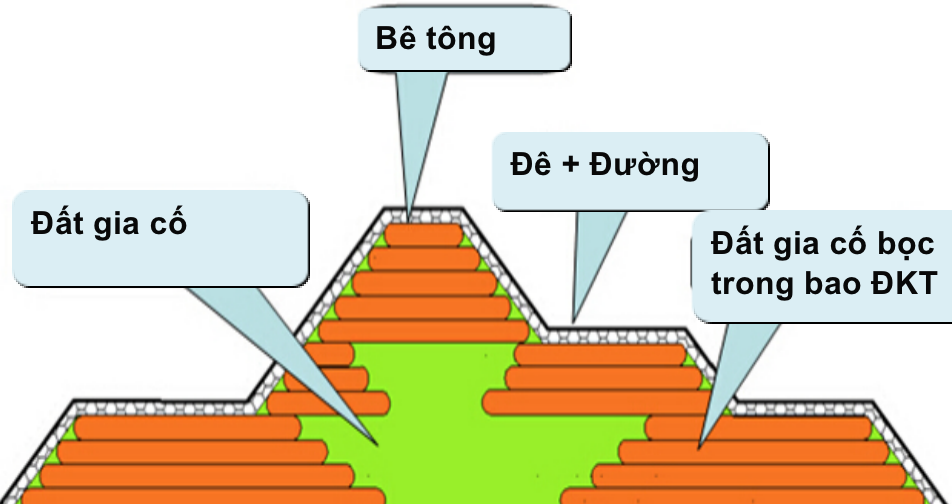 Bê tông
Đê + Đường
Đất gia cố
Đất gia cố bọc
trong bao ĐKT